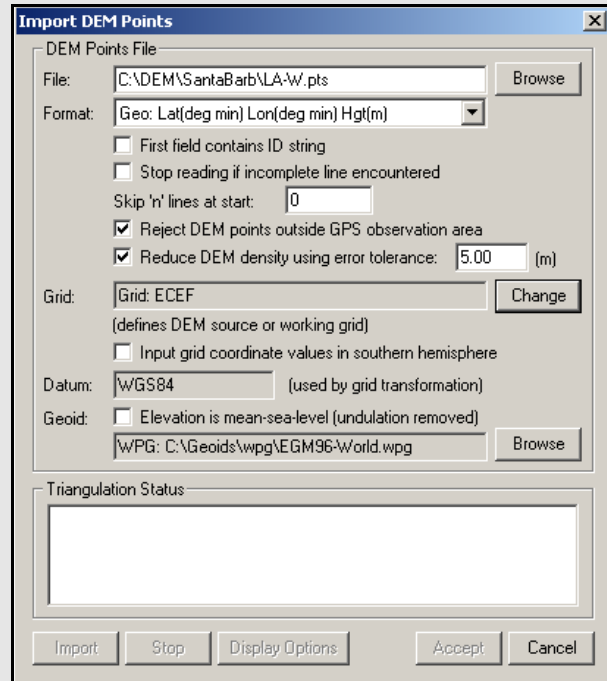 Import DEM Points
DEM Points File
File: C:\DEM\SantaBarb\LA-W.pts Browse
Format: Geo: Lat(deg min) Lon(deg min) Hgt(m)
First field contains ID string
Stop reading if incomplete line encountered
Skip 'n' lines at start: 0
Reject DEM points outside GPS observation area
Reduce DEM density using error tolerance: 5.00 (m)
Grid: Grid: ECEF Change
(defines DEM source or working grid)
Input grid coordinate values in southern hemisphere
Datum: WGS84 (used by grid transformation)
Geoid: Elevation is mean-sea-level (undulation removed)
WPG: C:\Geoids\wpg\EGM96-World.wpg Browse
Triangulation Status
Import Stop Display Options Accept Cancel